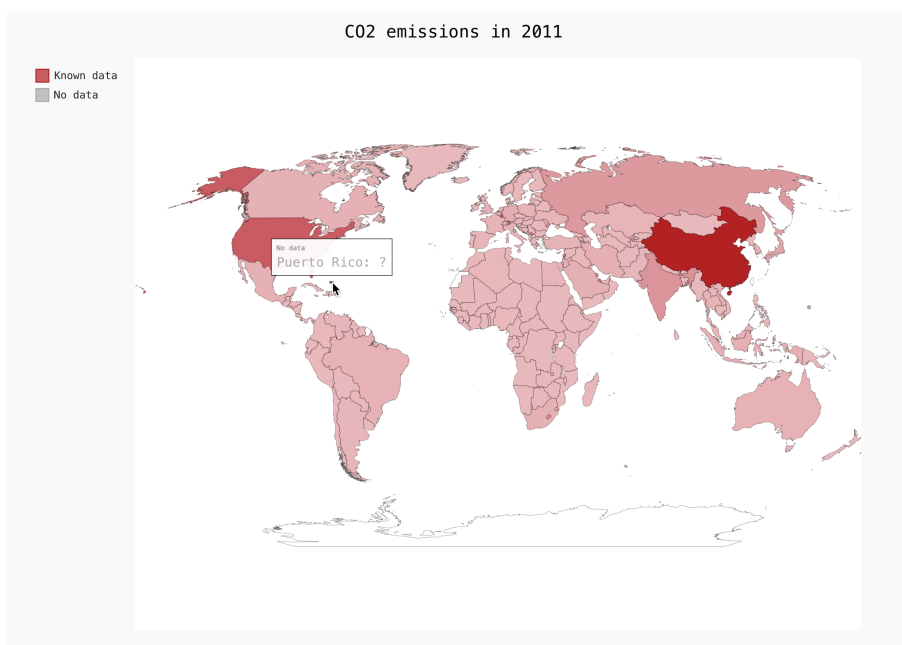 CO2 emissions in 2011
Known data
No data
No data
Puerto Rico: ?